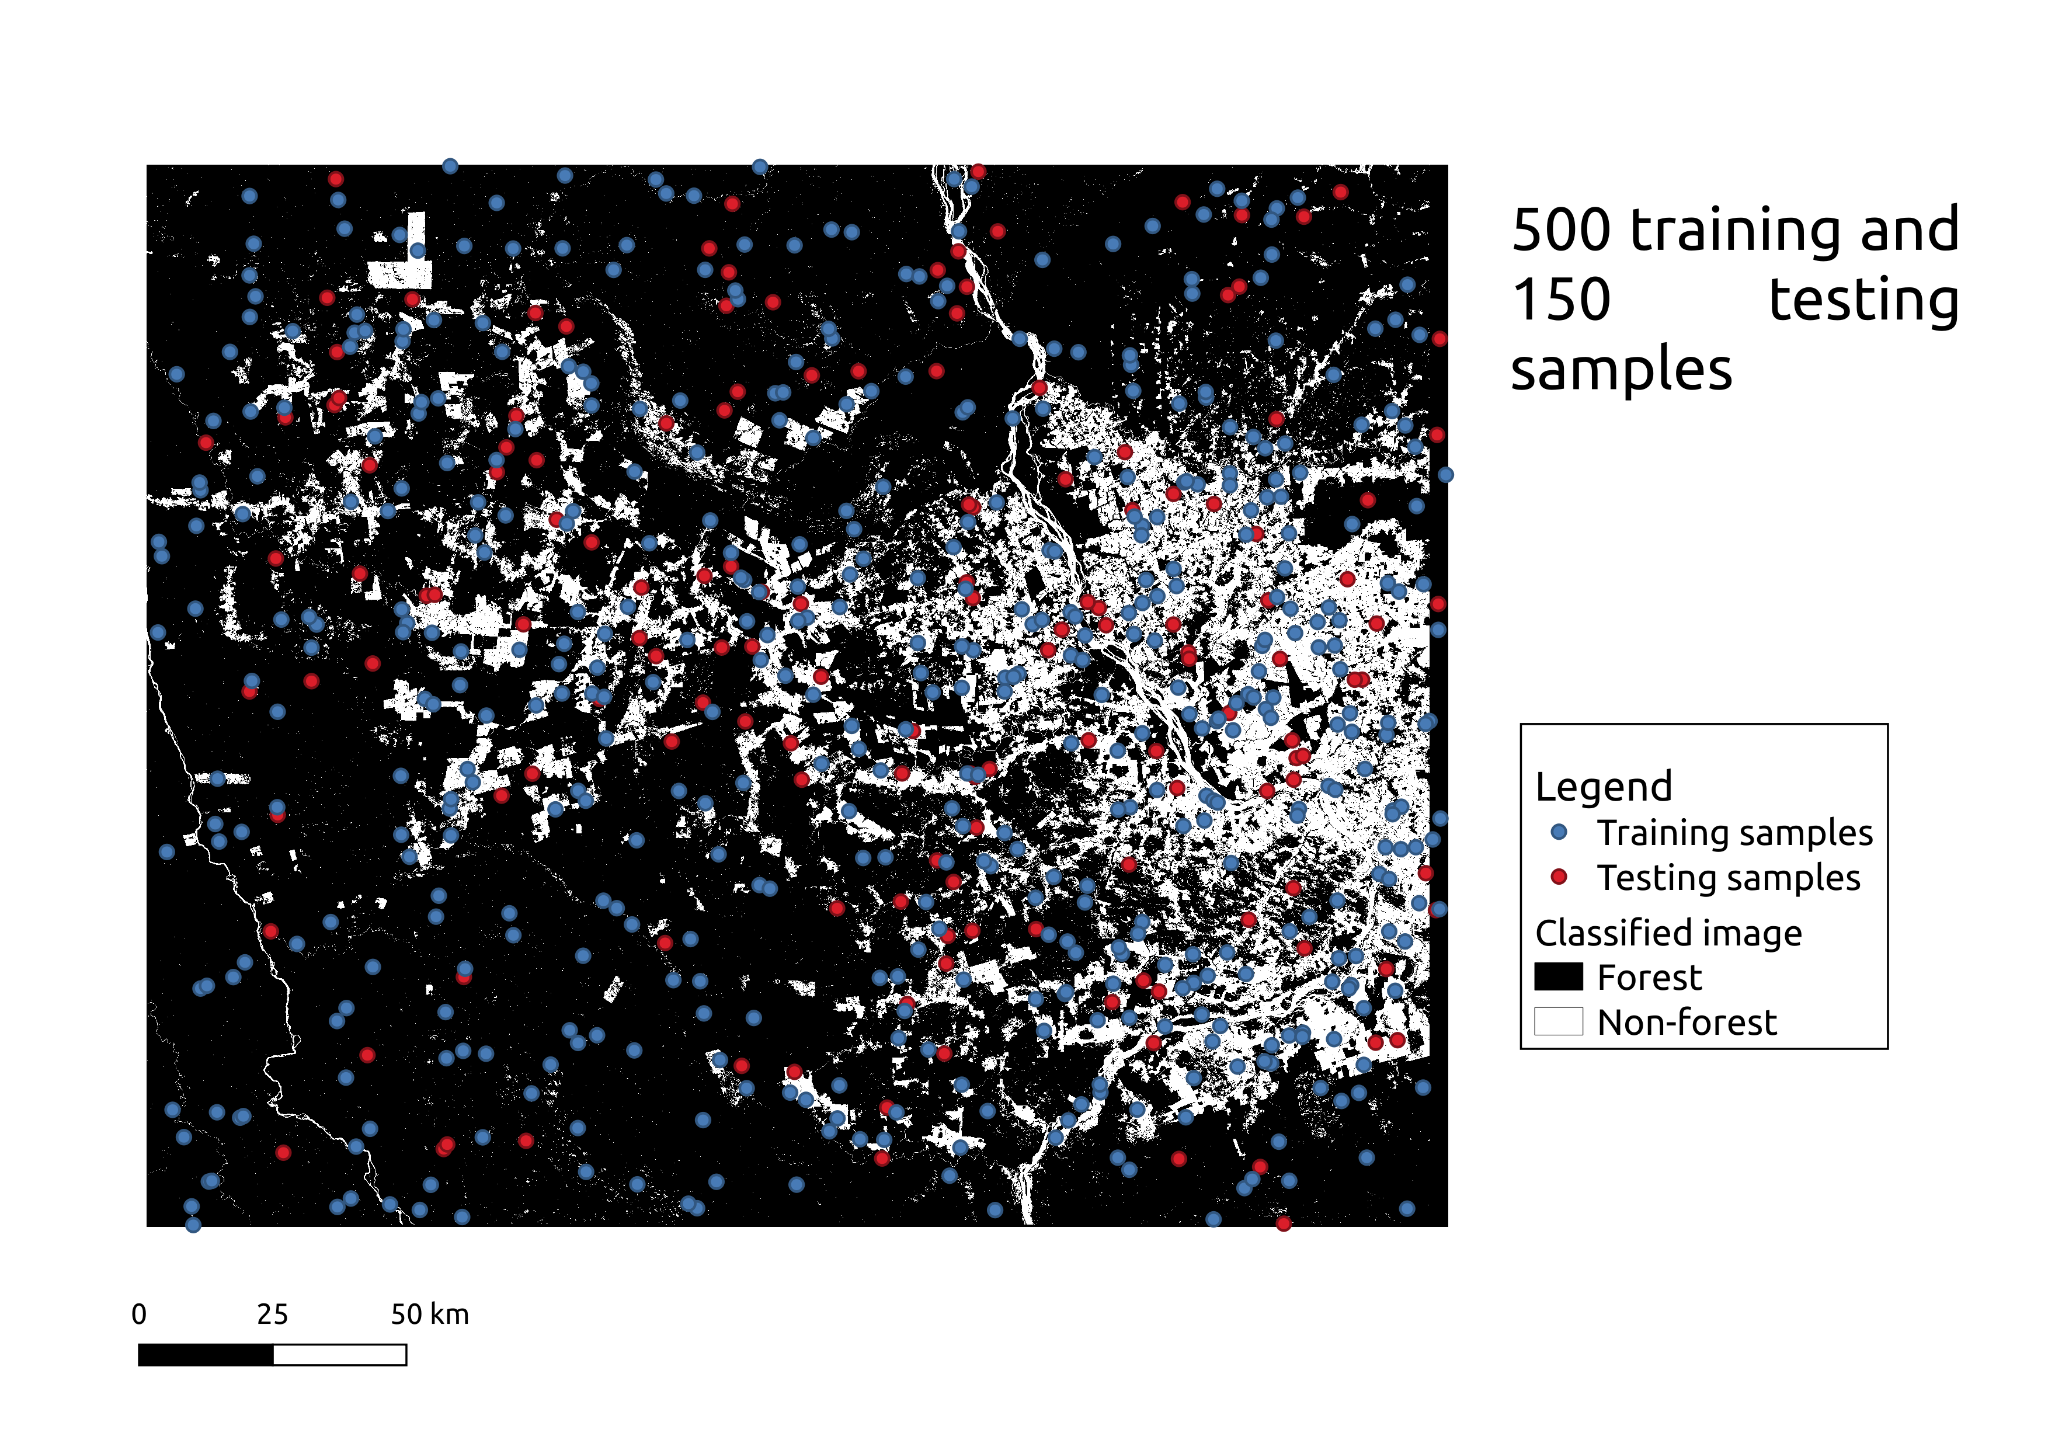 500 training and
150 testing
samples
Legend
Training samples
Testing samples
Classified image
Forest
Non-forest
0 25 50 km